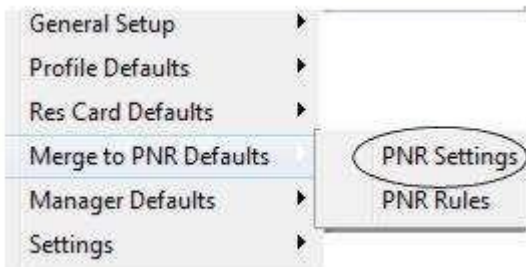 General Setup
Profile Defaults
Res Card Defaults
Merge to PNR Defaults
PNR Settings
Manager Defaults
PNR Rules
Settings